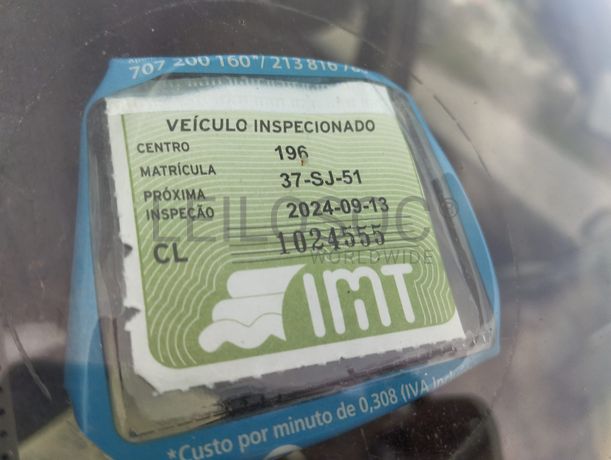 707 200 160*/ 213 816
VEÍCULO INSPECIONADO
CENTRO 196
MATRÍCULA 37-SJ-51
PRÓXIMA
INSPEÇÃO 2024-09-13
LEILOSOC®
CL 1024555
WORLDWIDE
IMT
*Custo por minuto de 0,308 (IVA